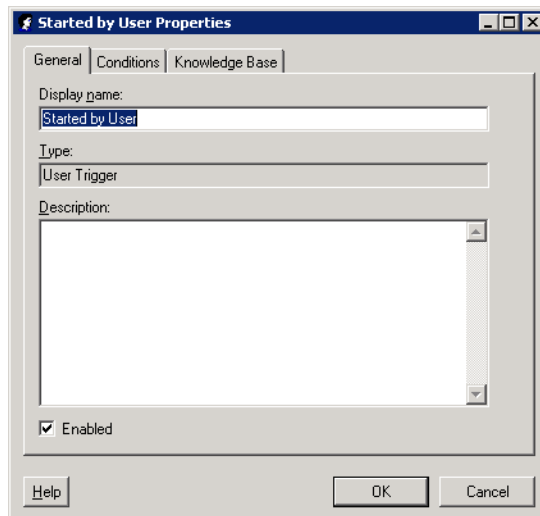 Started by User Properties
General Conditions Knowledge Base
Display name:
Started by User
Type:
User Trigger
Description:
Enabled
Help OK Cancel